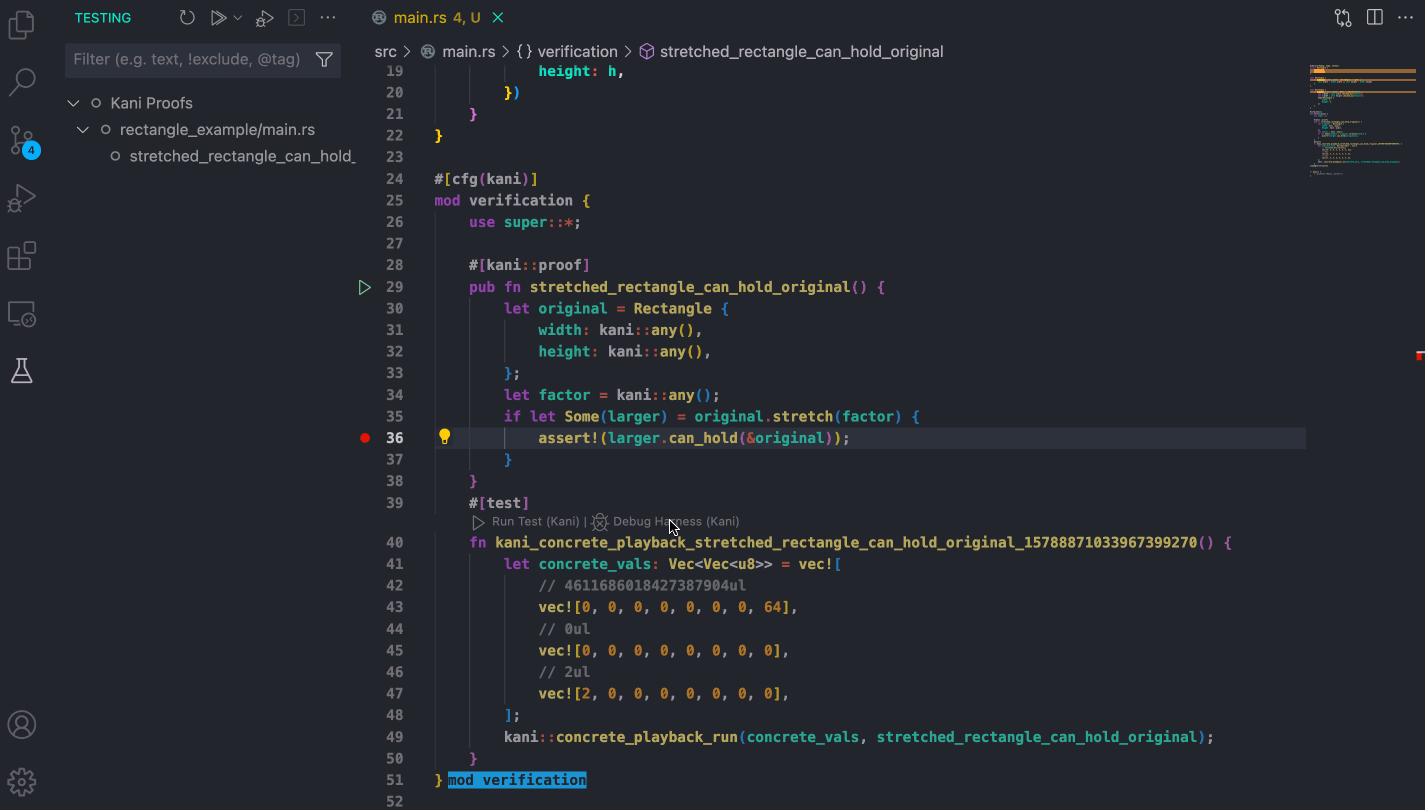 TESTING
main.rs 4, U
Filter (e.g. text, !exclude, @tag)
src > main.rs > {} verification > stretched_rectangle_can_hold_original
Kani Proofs
rectangle_example/main.rs
stretched_rectangle_can_hold_
4
19 height: h,
20 })
21 }
22 }
23
24 #[cfg(kani)]
25 mod verification {
26 use super::*;
27
28 #[kani::proof]
29 pub fn stretched_rectangle_can_hold_original() {
30 let original = Rectangle {
31 width: kani::any(),
32 height: kani::any(),
33 };
34 let factor = kani::any();
35 if let Some(larger) = original.stretch(factor) {
36 assert!(larger.can_hold(&original));
37 }
38 }
39 #[test]
Run Test (Kani) | Debug Harness (Kani)
40 fn kani_concrete_playback_stretched_rectangle_can_hold_original_15788871033967399270() {
41 let concrete_vals: Vec<Vec<u8>> = vec![
42 // 4611686018427387904ul
43 vec![0, 0, 0, 0, 0, 0, 0, 64],
44 // 0ul
45 vec![0, 0, 0, 0, 0, 0, 0, 0],
46 // 2ul
47 vec![2, 0, 0, 0, 0, 0, 0, 0],
48 ];
49 kani::concrete_playback_run(concrete_vals, stretched_rectangle_can_hold_original);
50 }
51 } mod verification
52